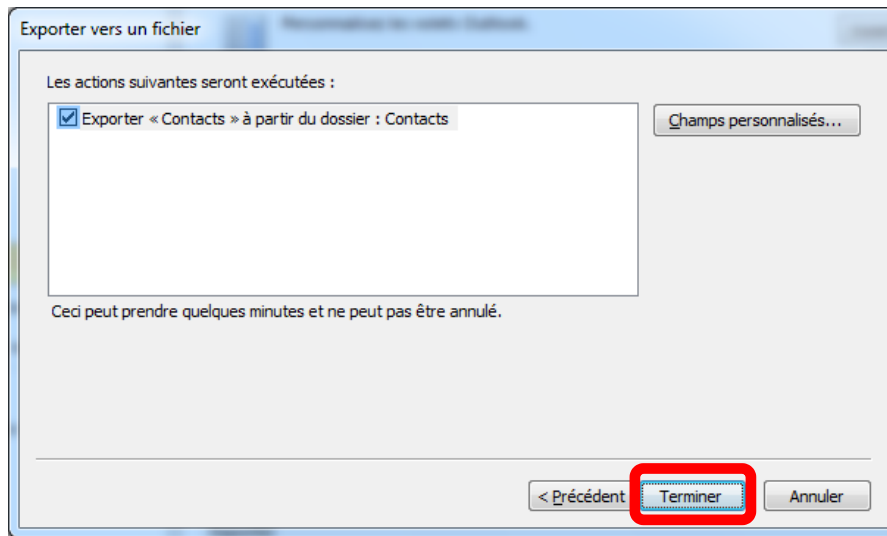 Exporter vers un fichier
Les actions suivantes seront exécutées :
Exporter « Contacts » à partir du dossier : Contacts
Champs personnalisés...
Ceci peut prendre quelques minutes et ne peut pas être annulé.
< Précédent
Terminer
Annuler